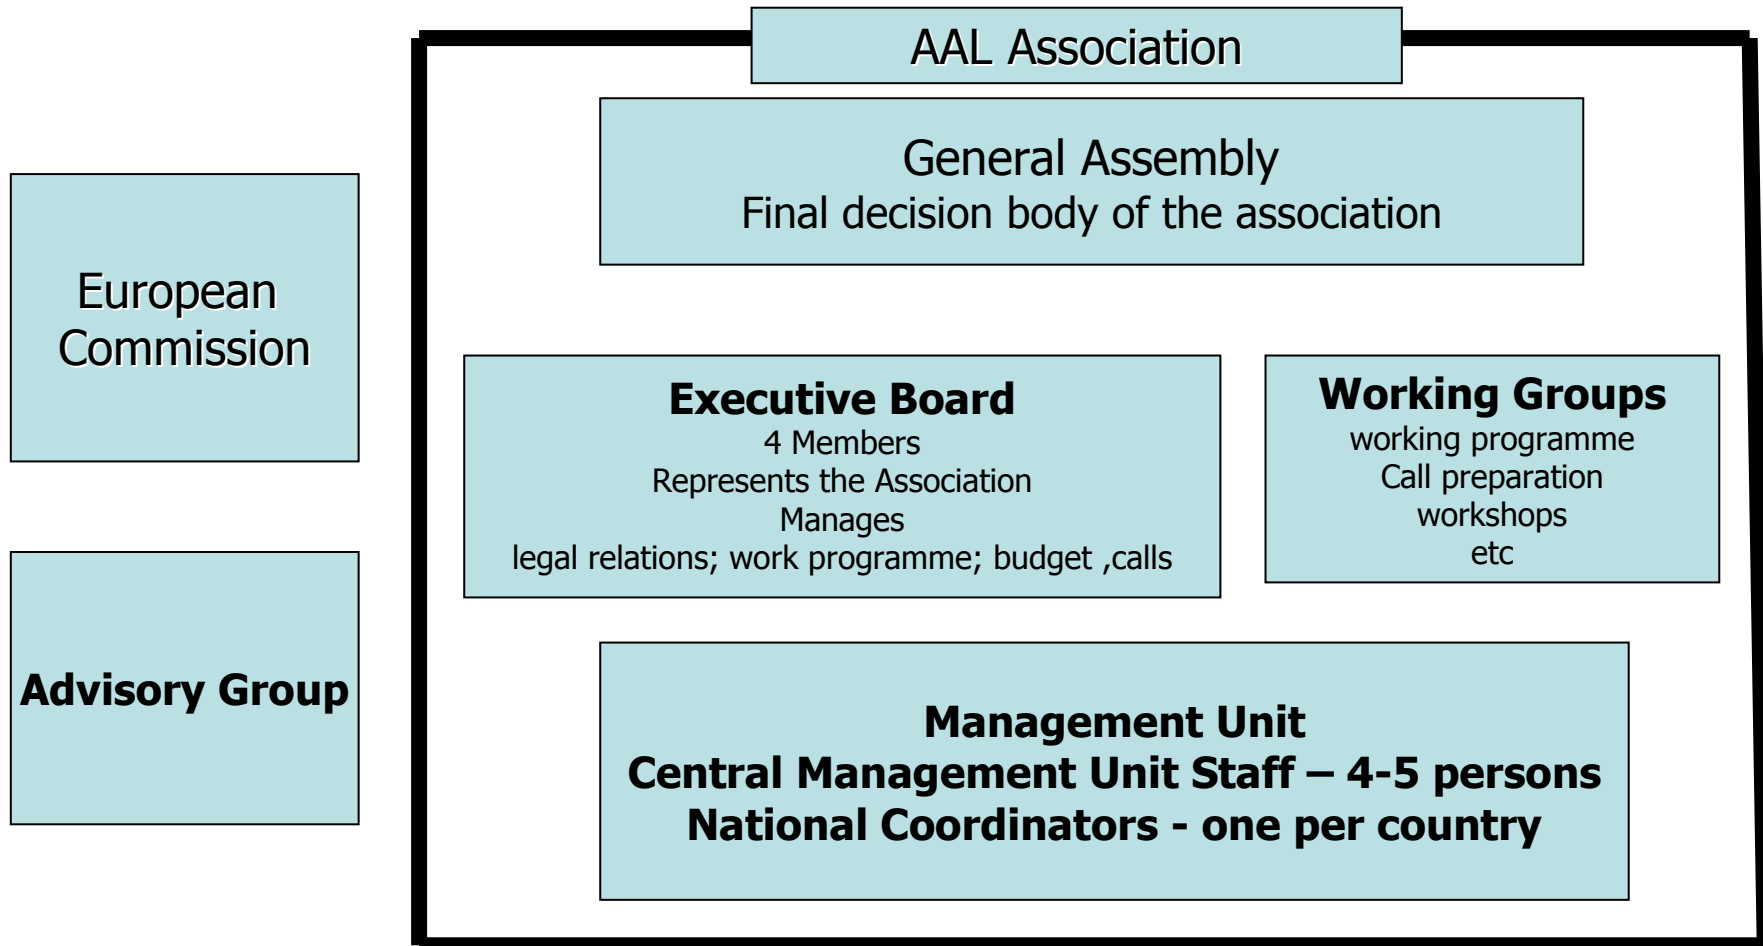 AAL Association
General Assembly
Final decision body of the association
European
Commission
Executive Board
4 Members
Represents the Association
Manages
legal relations; work programme; budget ,calls
Working Groups
working programme
Call preparation
workshops
etc
Advisory Group
Management Unit
Central Management Unit Staff – 4-5 persons
National Coordinators - one per country